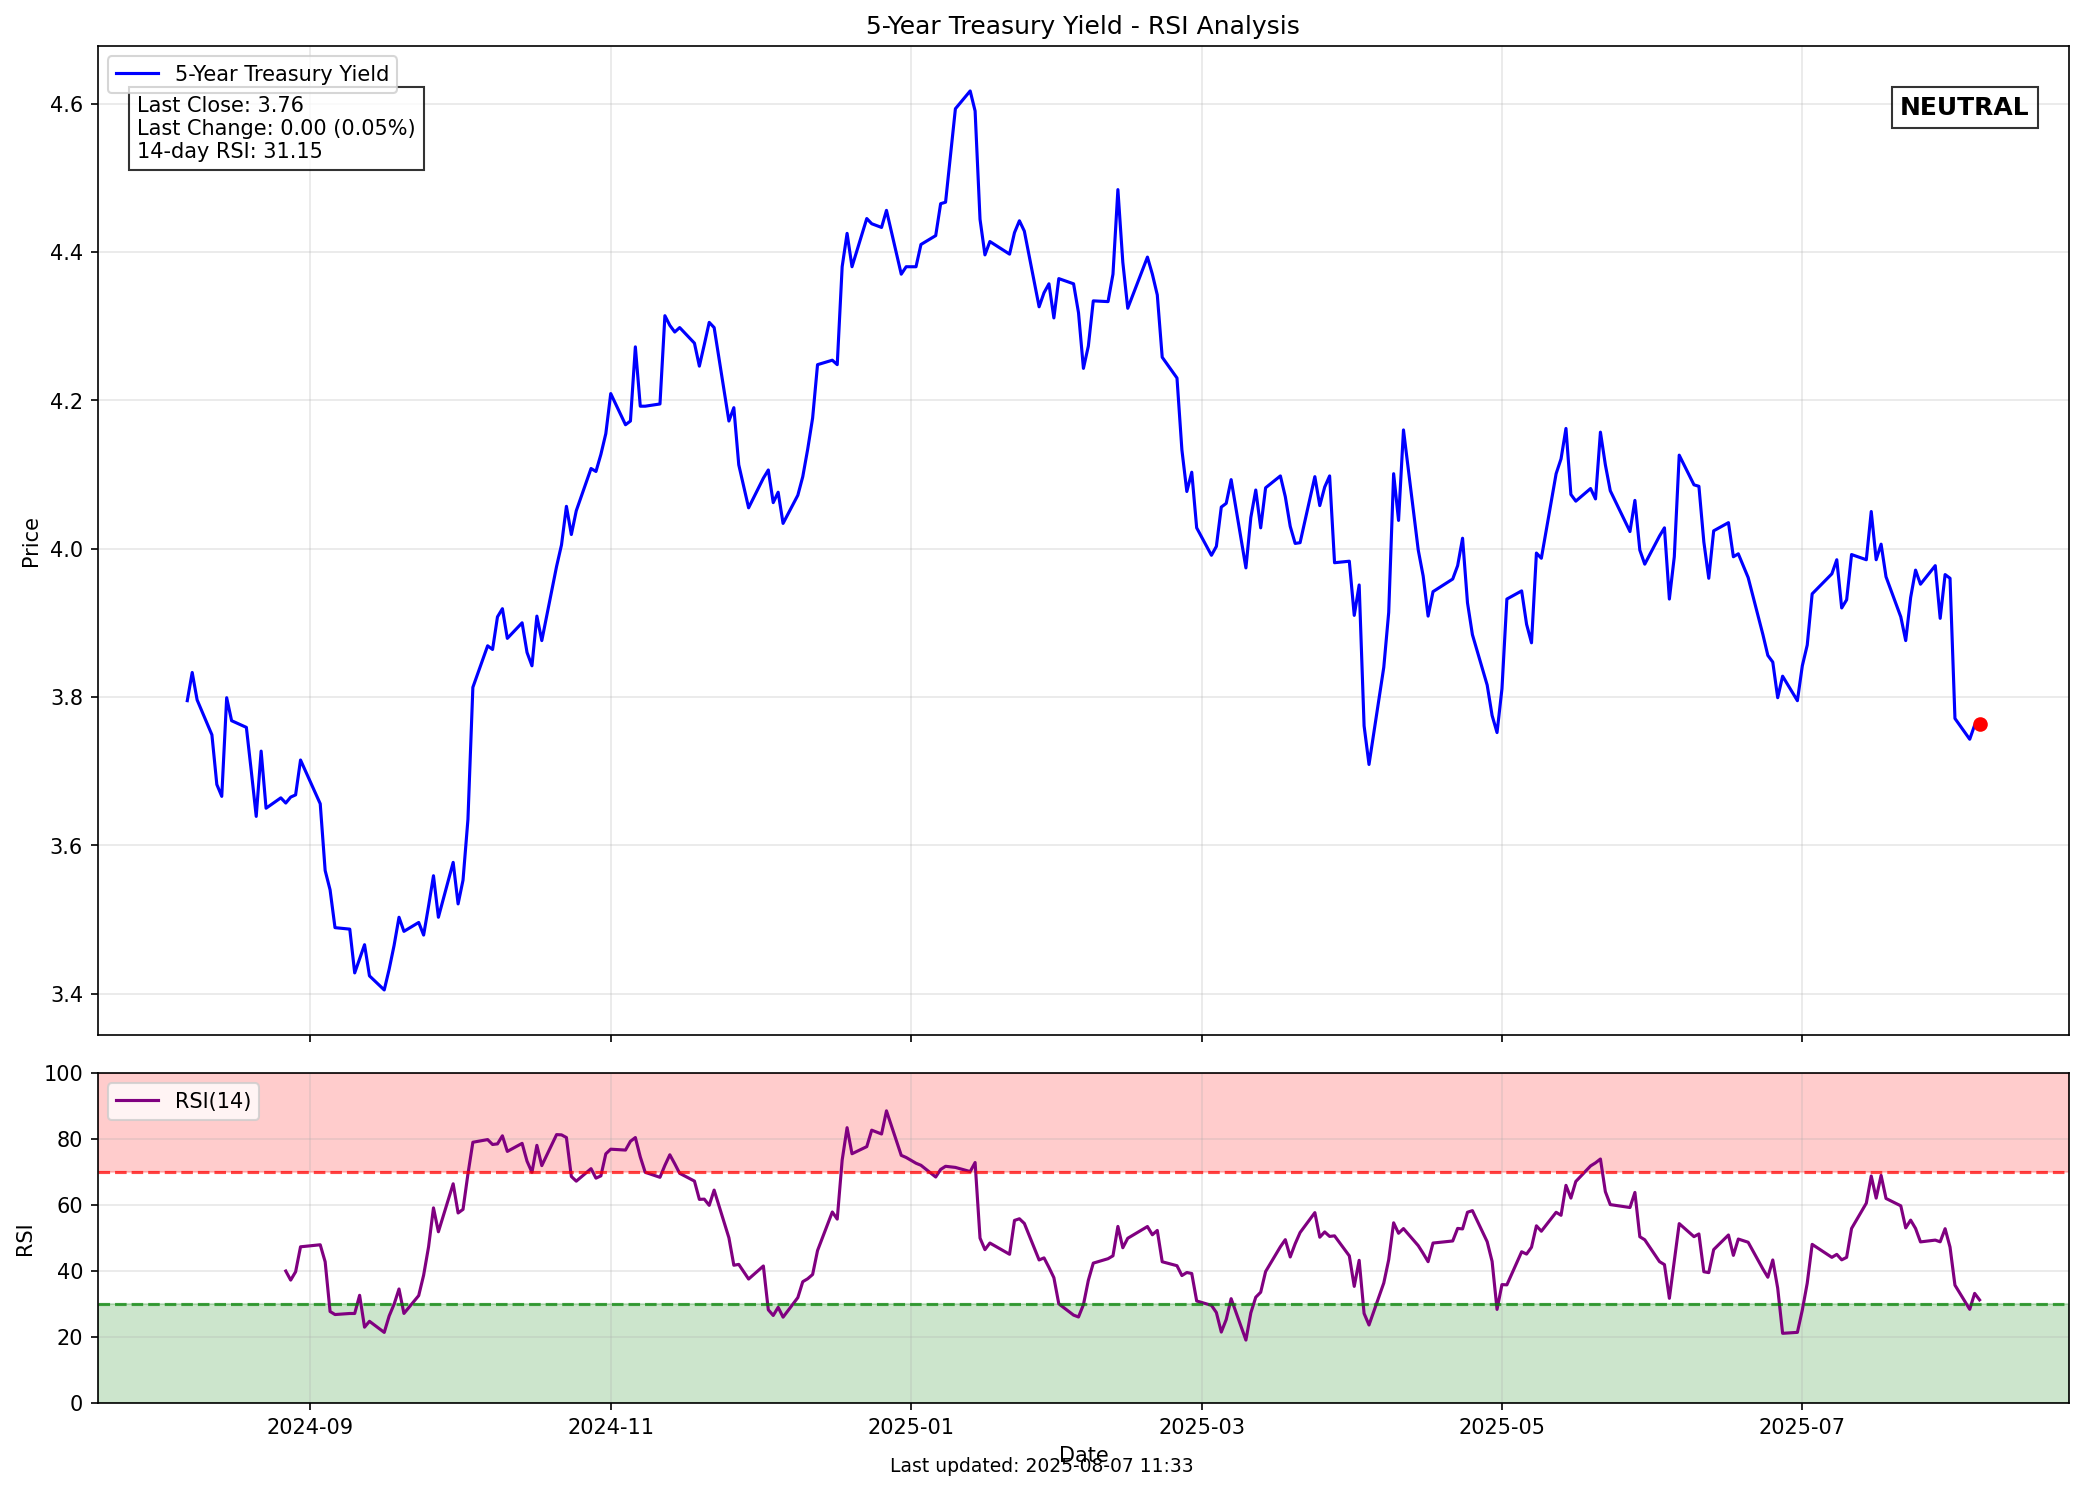 5-Year Treasury Yield - RSI Analysis
5-Year Treasury Yield
Last Close: 3.76
Last Change: 0.00 (0.05%)
14-day RSI: 31.15
NEUTRAL
Price
4.6
4.4
4.2
4.0
3.8
3.6
3.4
RSI(14)
RSI
100
80
60
40
20
0
2024-09
2024-11
2025-01
2025-03
2025-05
2025-07
Date
Last updated: 2025-08-07 11:33